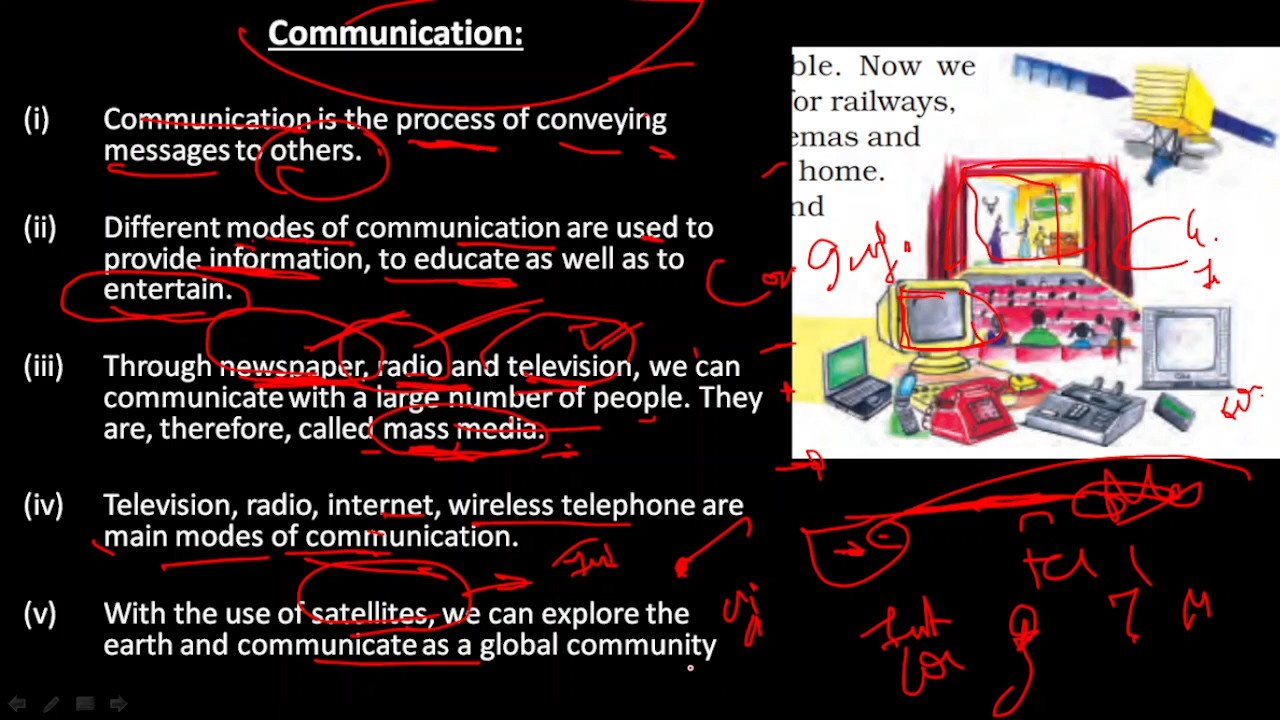 Communication:
(i) Communication is the process of conveying
messages to others.
(ii) Different modes of communication are used to
provide information, to educate as well as to
entertain.
(iii) Through newspaper, radio and television, we can
communicate with a large number of people. They
are, therefore, called mass media.
(iv) Television, radio, internet, wireless telephone are
main modes of communication.
(v) With the use of satellites, we can explore the
earth and communicate as a global community
ble. Now we
for railways,
emas and
home.
nd